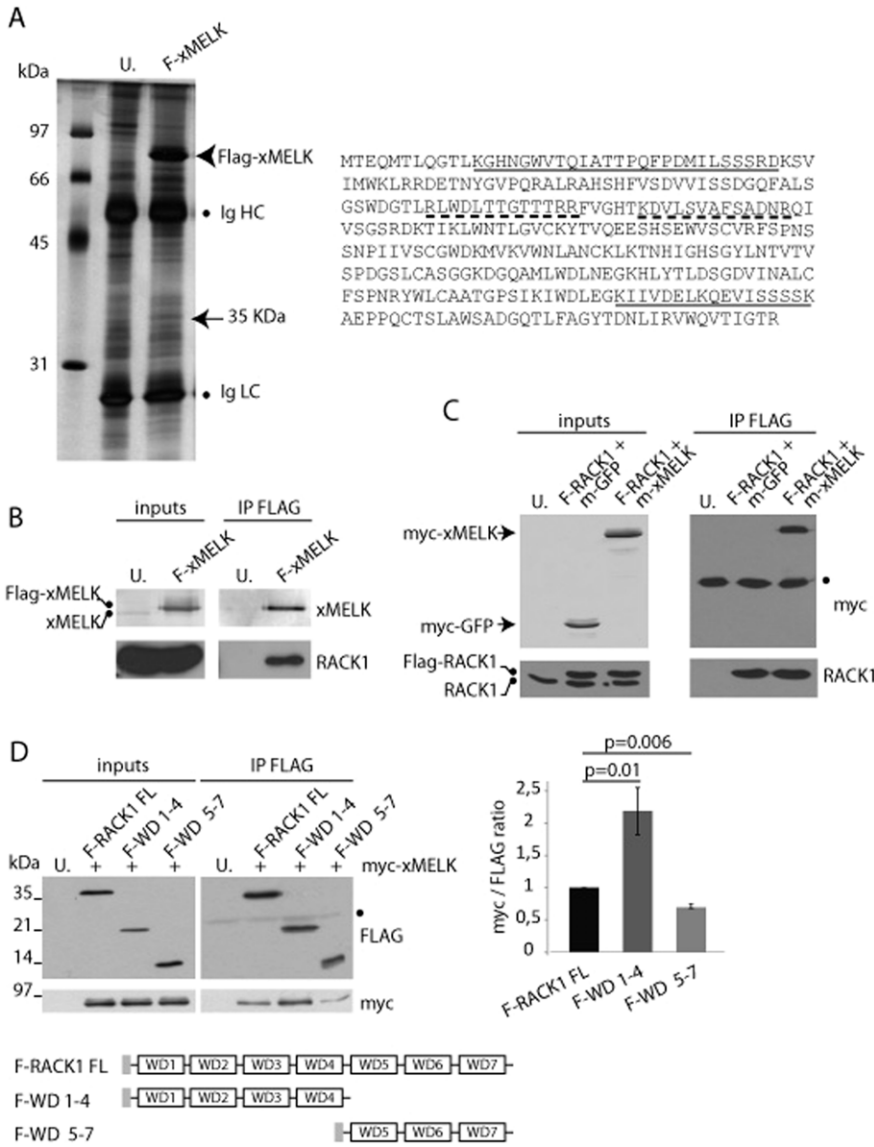 A
kDa
U.
F-xMELK
97
66
45
31
Flag-xMELK
Ig HC
35 KDa
Ig LC
MTEQMTLQGTLKGHNGWVTQIATTPQFPDMILSSSRDKSV
IMWKLRRDETNYGVPQRALRAHSHFVSDVVISSDGQFALS
GSWDGTLRLWDLTTGTTTRRFVGHTKDVLSVAFSADNRQI
VSGSRDKTIKLWNTLGVCKYTVQEESHSEWVSCVRFSPNS
SNPIIVSCGWDKMVKVWNLANCKLKTNHIGHSGYLNTVTV
SPDGSLCASGGKDGQAMLWDLNEGKHLYTLDSGDVINALC
FSPNRYWLCAATGPSIKIWDLEGKIIVDELKQEVISSSSK
AEPPQCTSLAWSADGQTLFAGYTDNLIRVWQVTIGTR
B
inputs
IP FLAG
U.
F-xMELK
U.
F-xMELK
Flag-xMELK
xMELK
xMELK
RACK1
C
inputs
IP FLAG
U.
F-RACK1 +
m-GFP
F-RACK1 +
m-xMELK
U.
F-RACK1 +
m-GFP
F-RACK1 +
m-xMELK
myc-xMELK
myc-GFP
myc
Flag-RACK1
RACK1
RACK1
D
inputs
IP FLAG
F-RACK1 FL
F-WD 1-4
F-WD 5-7
F-RACK1 FL
F-WD 1-4
F-WD 5-7
kDa
U. + + +
U. + + +
myc-xMELK
35
21
14
97
FLAG
myc
p=0.006
p=0.01
myc / FLAG ratio
2,5
2
1,5
1
0,5
0
F-RACK1 FL
F-WD 1-4
F-WD 5-7
F-RACK1 FL WD1 WD2 WD3 WD4 WD5 WD6 WD7
F-WD 1-4 WD1 WD2 WD3 WD4
F-WD 5-7 WD5 WD6 WD7